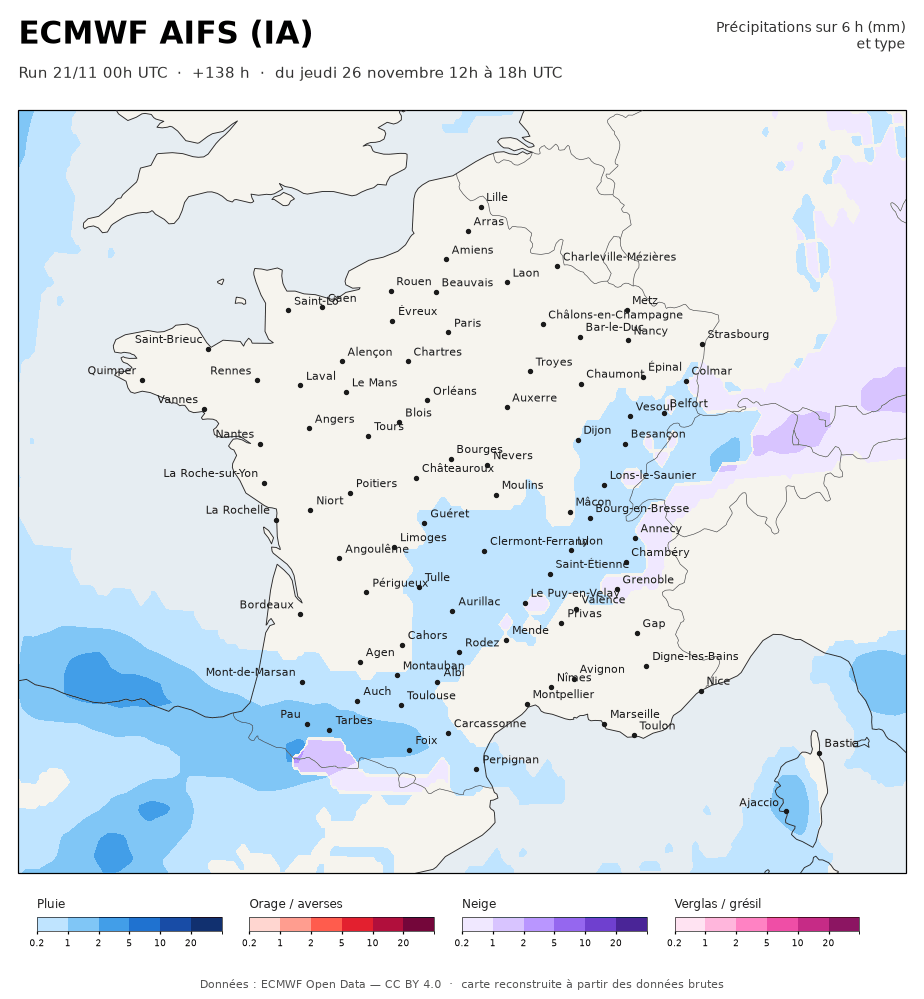 ECMWF AIFS (IA)
Précipitations sur 6 h (mm)
et type
Run 21/11 00h UTC · +138 h · du jeudi 26 novembre 12h à 18h UTC
Lille
Arras
Amiens
Charleville-Mézières
Laon
Rouen
Beauvais
Saint-Lô
Caen
Metz
Évreux
Châlons-en-Champagne
Paris
Bar-le-Duc
Nancy
Strasbourg
Saint-Brieuc
Alençon
Chartres
Troyes
Épinal
Quimper
Rennes
Laval
Le Mans
Chaumont
Colmar
Vannes
Orléans
Auxerre
Blois
Vesoul
Belfort
Angers
Tours
Dijon
Besançon
Nantes
Bourges
Nevers
Châteauroux
La Roche-sur-Yon
Poitiers
Moulins
Lons-le-Saunier
Niort
La Rochelle
Guéret
Mâcon
Bourg-en-Bresse
Annecy
Limoges
Clermont-Ferrand
Lyon
Angoulême
Chambéry
Saint-Étienne
Périgueux
Tulle
Grenoble
Le Puy-en-Velay
Valence
Bordeaux
Aurillac
Privas
Gap
Mende
Cahors
Rodez
Agen
Digne-les-Bains
Mont-de-Marsan
Montauban
Albi
Avignon
Nîmes
Nice
Auch
Toulouse
Montpellier
Pau
Tarbes
Marseille
Toulon
Carcassonne
Foix
Bastia
Perpignan
Ajaccio
Pluie
Orage / averses
Neige
Verglas / grésil
0.2 1 2 5 10 20
0.2 1 2 5 10 20
0.2 1 2 5 10 20
0.2 1 2 5 10 20
Données : ECMWF Open Data — CC BY 4.0 · carte reconstruite à partir des données brutes